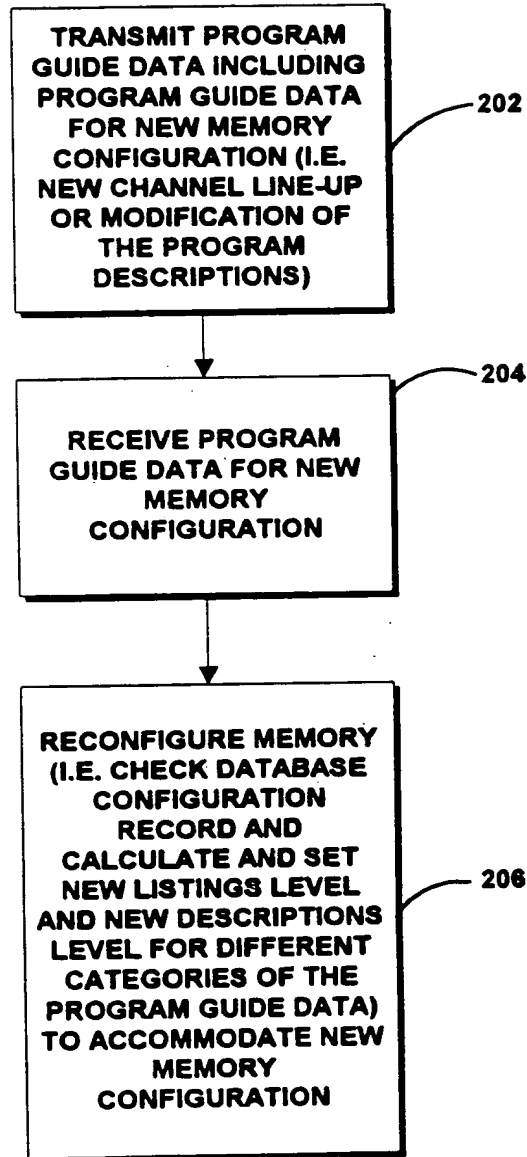 TRANSMIT PROGRAM
GUIDE DATA INCLUDING
PROGRAM GUIDE DATA
FOR NEW MEMORY
CONFIGURATION (I.E.
NEW CHANNEL LINE-UP
OR MODIFICATION OF
THE PROGRAM
DESCRIPTIONS)
202
204
RECEIVE PROGRAM
GUIDE DATA FOR NEW
MEMORY
CONFIGURATION
RECONFIGURE MEMORY
(I.E. CHECK DATABASE
CONFIGURATION
RECORD AND
CALCULATE AND SET
NEW LISTINGS LEVEL
AND NEW DESCRIPTIONS
LEVEL FOR DIFFERENT
CATEGORIES OF THE
PROGRAM GUIDE DATA)
TO ACCOMMODATE NEW
MEMORY
CONFIGURATION
206